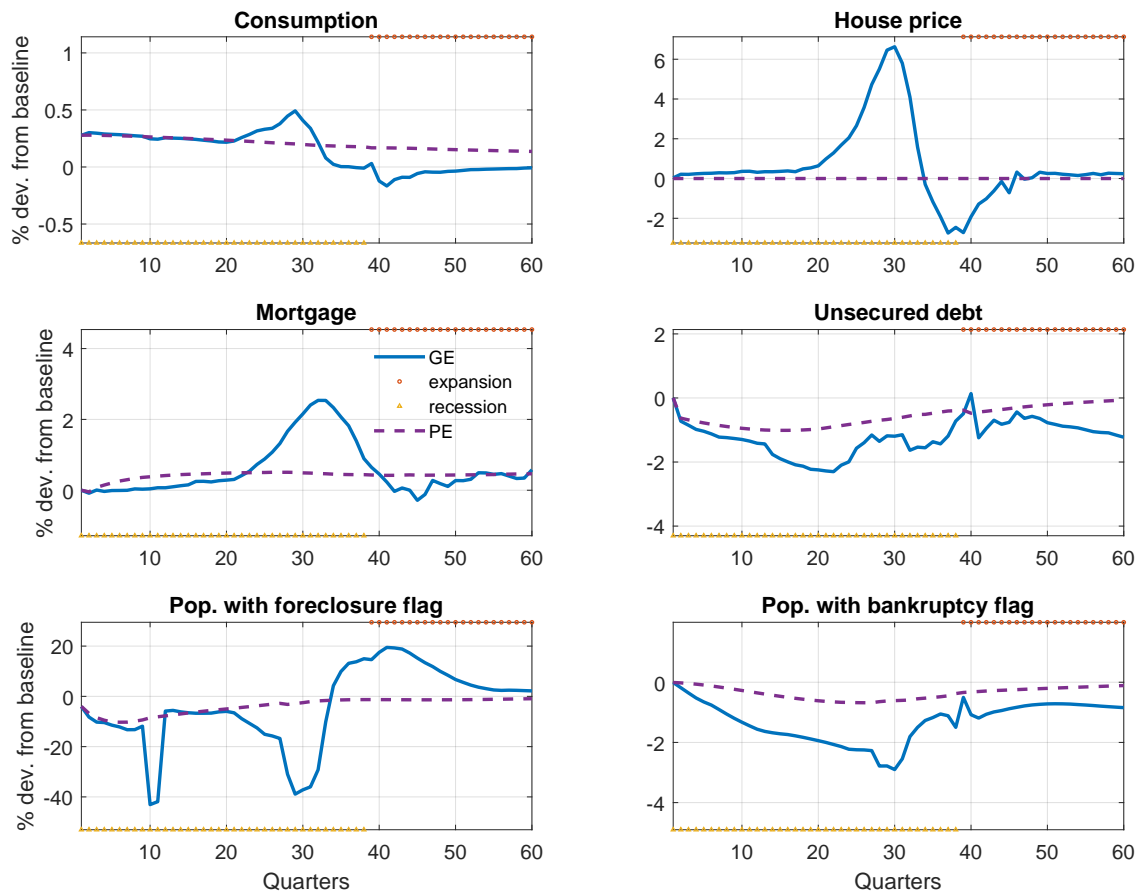 Consumption
House price
% dev. from baseline
1
0.5
0
-0.5
10 20 30 40 50 60
6
4
2
0
-2
10 20 30 40 50 60
Mortgage
Unsecured debt
% dev. from baseline
4
2
0
GE
expansion
recession
PE
10 20 30 40 50 60
2
0
-2
-4
10 20 30 40 50 60
Pop. with foreclosure flag
Pop. with bankruptcy flag
% dev. from baseline
20
0
-20
-40
10 20 30 40 50 60
Quarters
0
-2
-4
10 20 30 40 50 60
Quarters